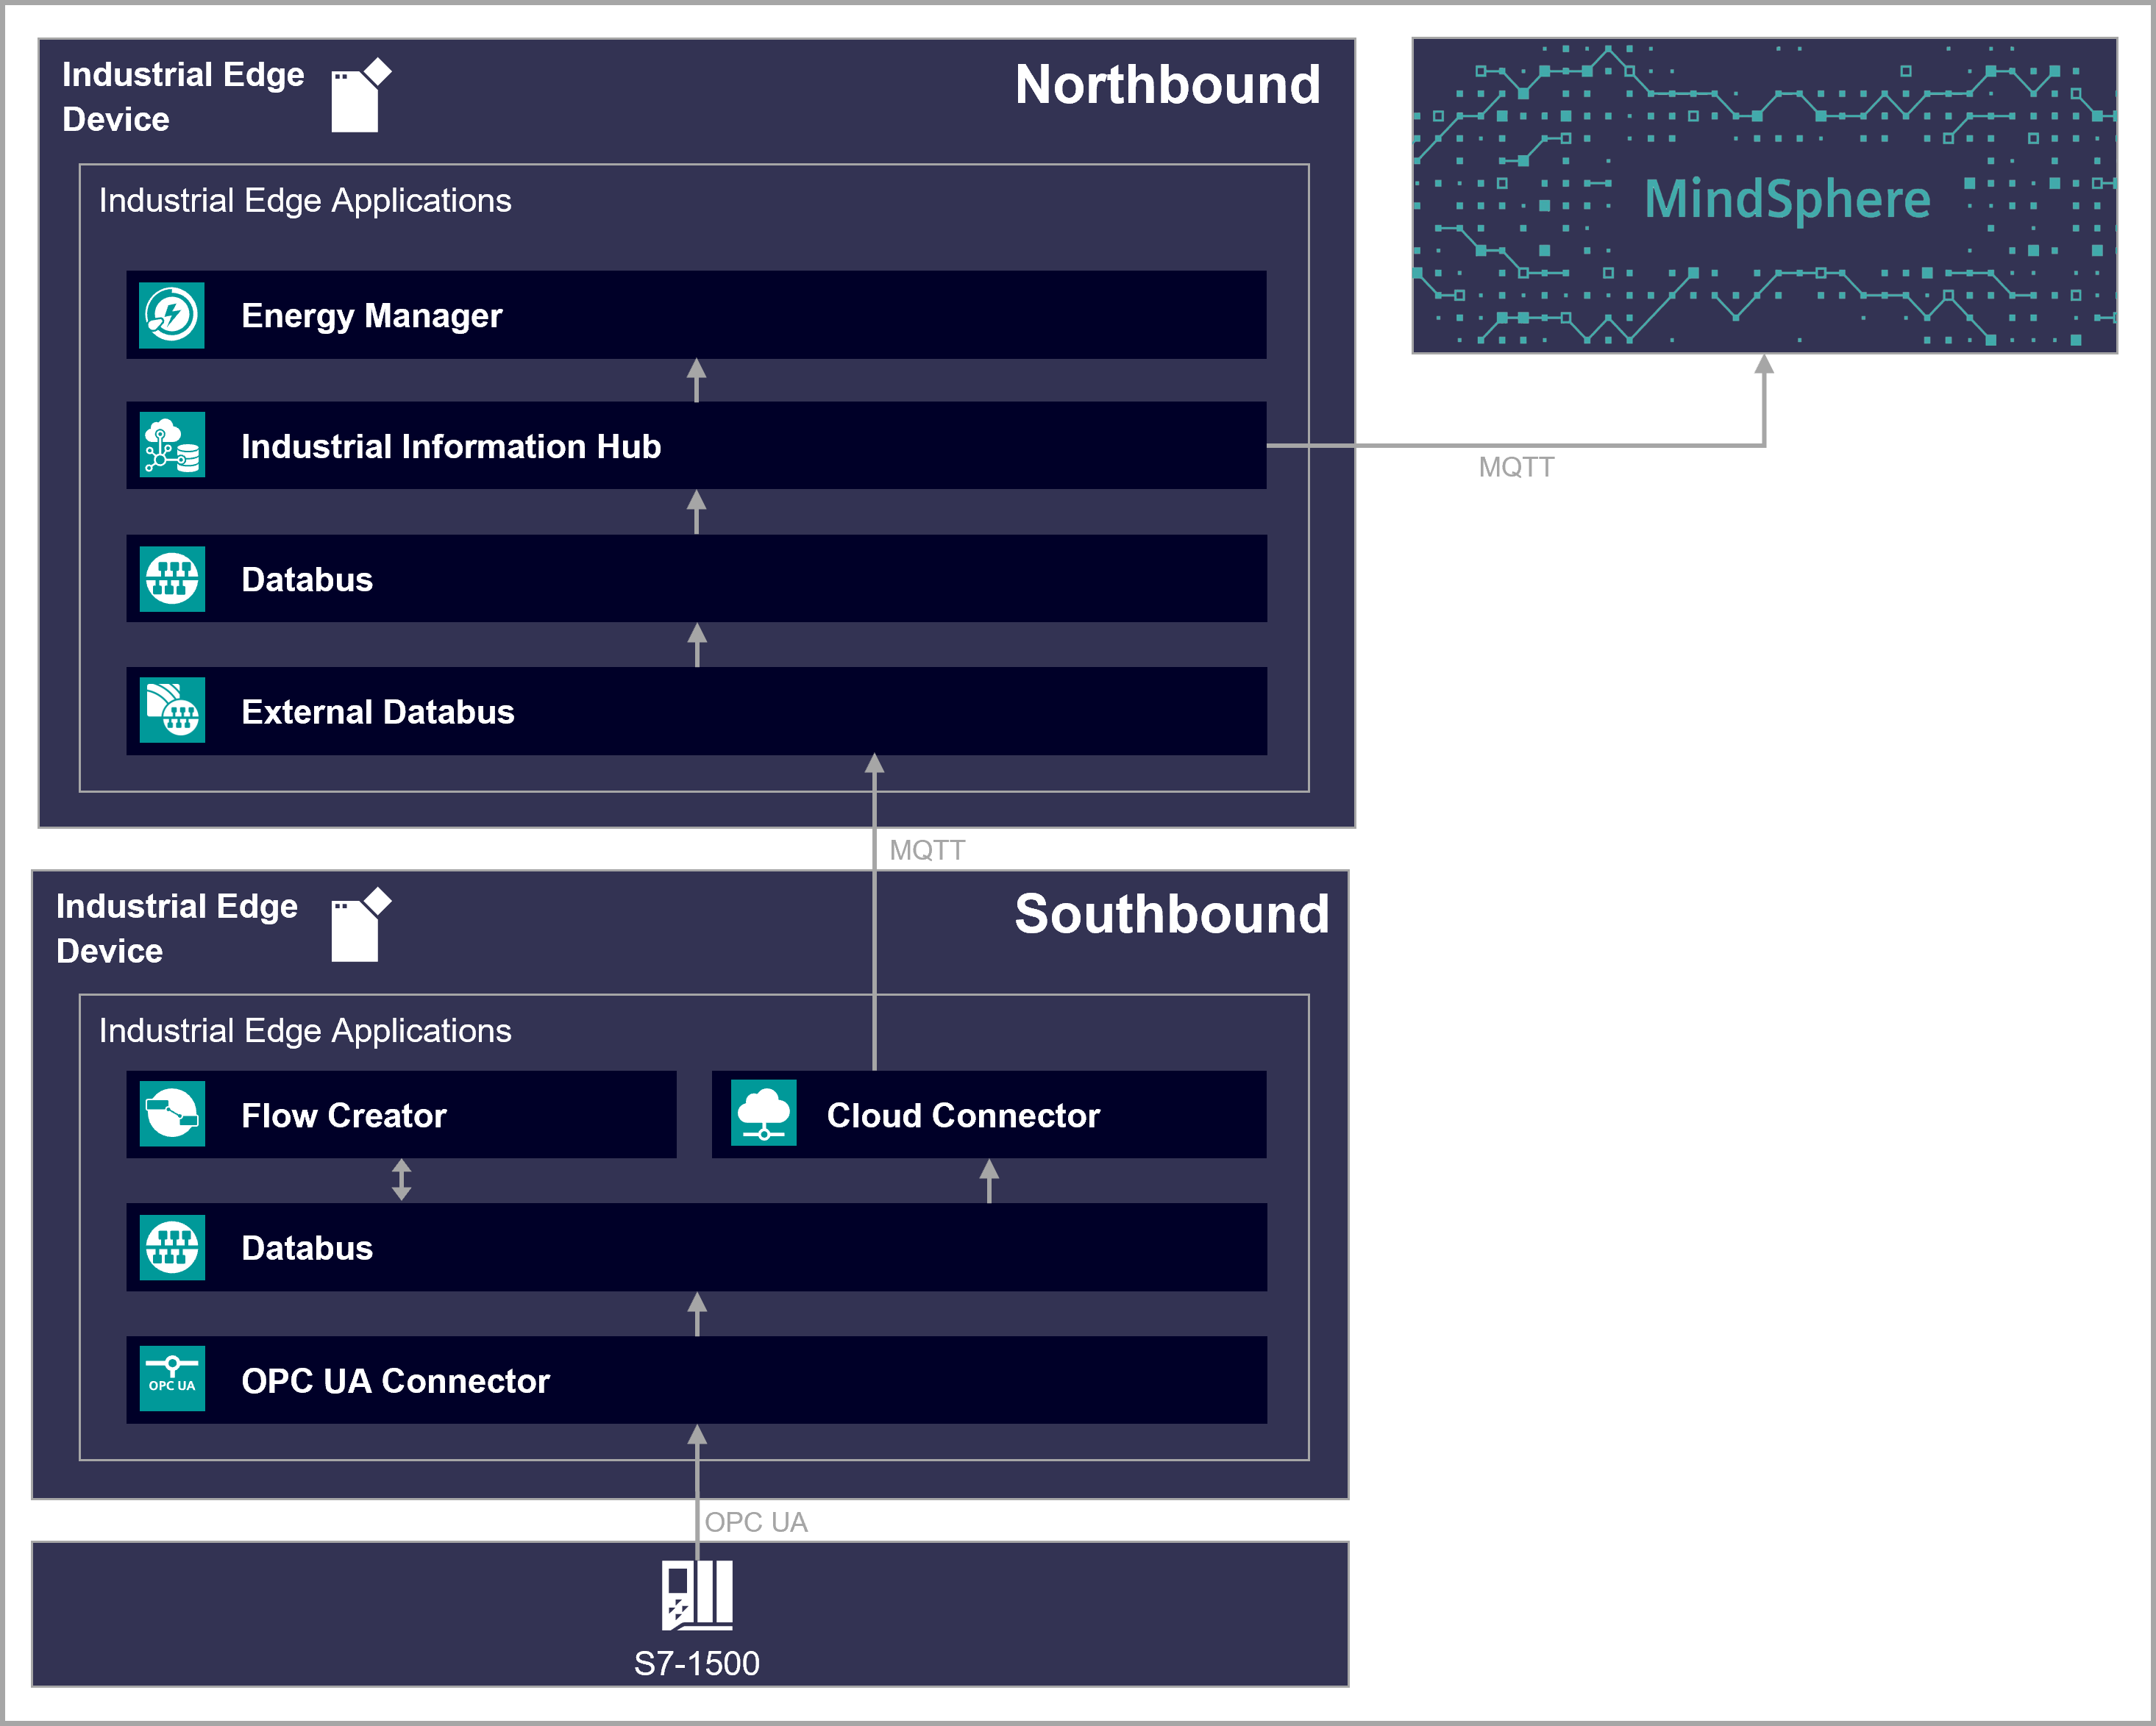 Industrial Edge
Device
Northbound
Industrial Edge Applications
Energy Manager
Industrial Information Hub
Databus
External Databus
MindSphere
MQTT
MQTT
Industrial Edge
Device
Southbound
Industrial Edge Applications
Flow Creator
Cloud Connector
Databus
OPC UA
OPC UA Connector
OPC UA
S7-1500